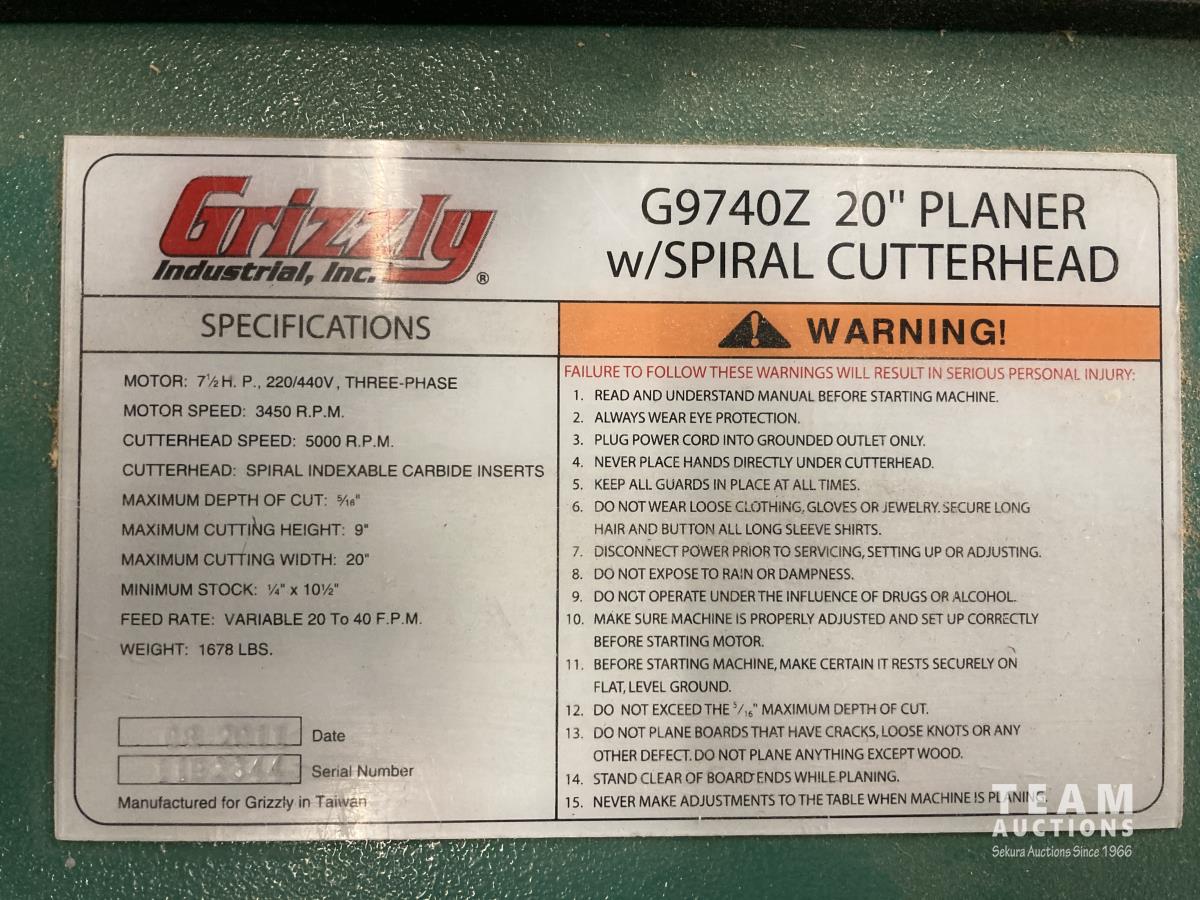 Grizzly
Industrial, Inc. ®
G9740Z 20" PLANER
w/SPIRAL CUTTERHEAD
SPECIFICATIONS
MOTOR: 7½ H. P., 220/440V, THREE-PHASE
MOTOR SPEED: 3450 R.P.M.
CUTTERHEAD SPEED: 5000 R.P.M.
CUTTERHEAD: SPIRAL INDEXABLE CARBIDE INSERTS
MAXIMUM DEPTH OF CUT: 5/16"
MAXIMUM CUTTING HEIGHT: 9"
MAXIMUM CUTTING WIDTH: 20"
MINIMUM STOCK: ¼" x 10½"
FEED RATE: VARIABLE 20 To 40 F.P.M.
WEIGHT: 1678 LBS.
08 2011 Date
Serial Number
Manufactured for Grizzly in Taiwan
WARNING!
FAILURE TO FOLLOW THESE WARNINGS WILL RESULT IN SERIOUS PERSONAL INJURY:
1. READ AND UNDERSTAND MANUAL BEFORE STARTING MACHINE.
2. ALWAYS WEAR EYE PROTECTION.
3. PLUG POWER CORD INTO GROUNDED OUTLET ONLY.
4. NEVER PLACE HANDS DIRECTLY UNDER CUTTERHEAD.
5. KEEP ALL GUARDS IN PLACE AT ALL TIMES.
6. DO NOT WEAR LOOSE CLOTHING, GLOVES OR JEWELRY. SECURE LONG
HAIR AND BUTTON ALL LONG SLEEVE SHIRTS.
7. DISCONNECT POWER PRIOR TO SERVICING, SETTING UP OR ADJUSTING.
8. DO NOT EXPOSE TO RAIN OR DAMPNESS.
9. DO NOT OPERATE UNDER THE INFLUENCE OF DRUGS OR ALCOHOL.
10. MAKE SURE MACHINE IS PROPERLY ADJUSTED AND SET UP CORRECTLY
BEFORE STARTING MOTOR.
11. BEFORE STARTING MACHINE, MAKE CERTAIN IT RESTS SECURELY ON
FLAT, LEVEL GROUND.
12. DO NOT EXCEED THE 5/16" MAXIMUM DEPTH OF CUT.
13. DO NOT PLANE BOARDS THAT HAVE CRACKS, LOOSE KNOTS OR ANY
OTHER DEFECT. DO NOT PLANE ANYTHING EXCEPT WOOD.
14. STAND CLEAR OF BOARD ENDS WHILE PLANING.
15. NEVER MAKE ADJUSTMENTS TO THE TABLE WHEN MACHINE IS PLANING.
TEAM
AUCTIONS
Sekura Auctions Since 1966